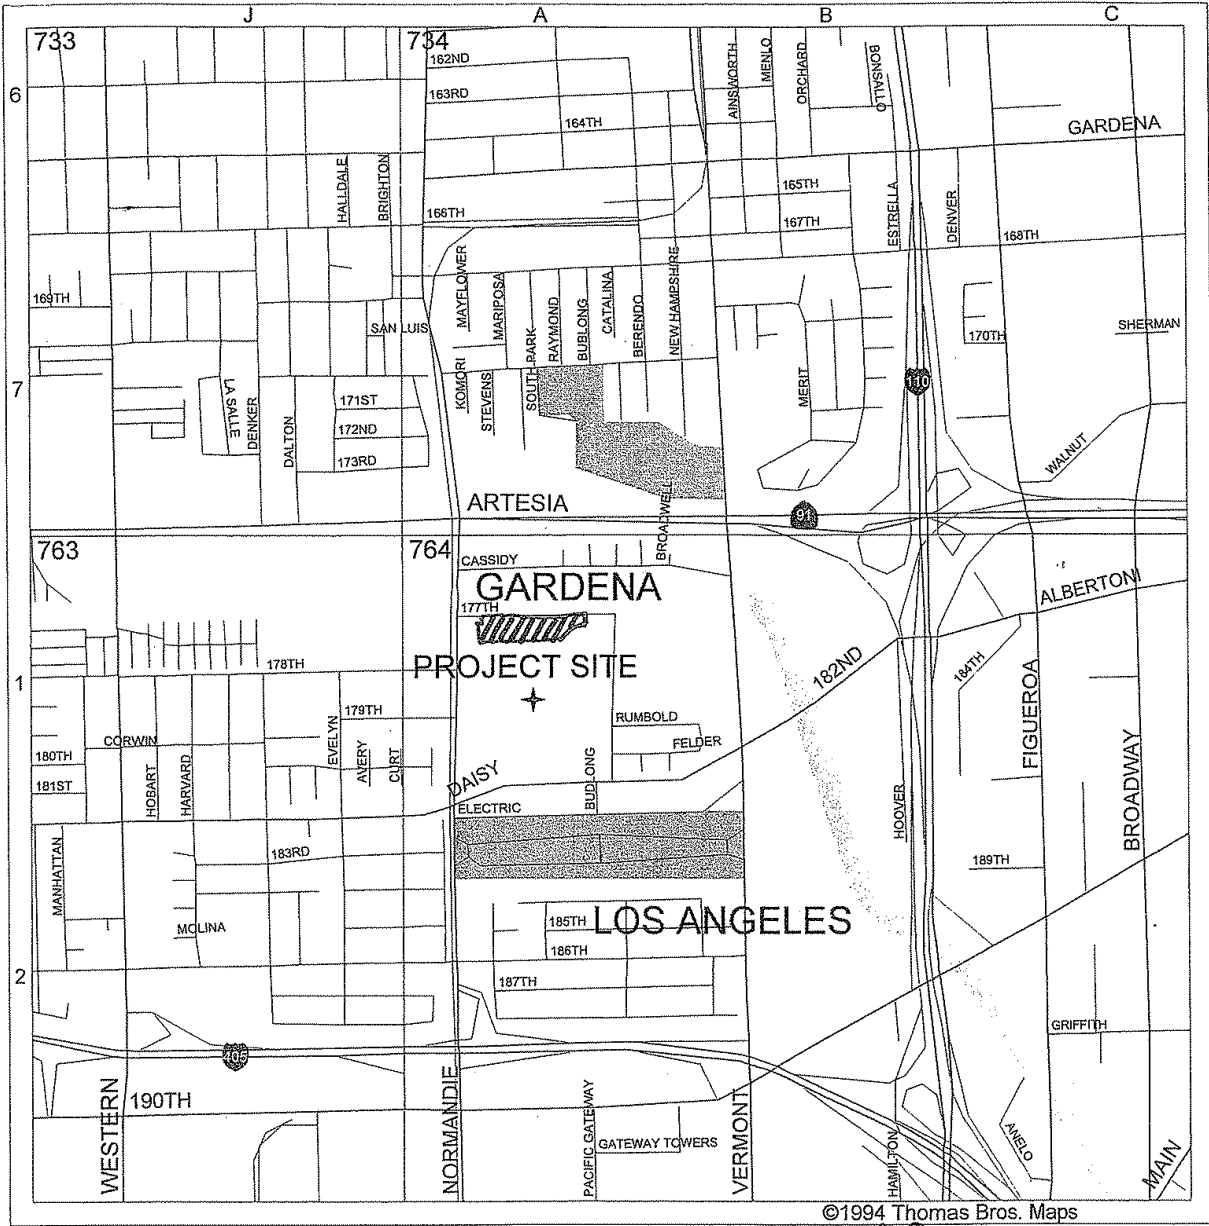 J
A
B
C
733
734
6
162ND
163RD
164TH
AINSWORTH
MENLO
ORCHARD
BONSALLO
GARDENA
HALLDALE
BRIGHTON
166TH
165TH
167TH
ESTRELLA
DENVER
168TH
169TH
SAN LUIS
MAYFLOWER
MARIPOSA
RAYMOND
BUBLONG
CATALINA
BERENDO
NEW HAMPSHIRE
170TH
SHERMAN
7
LA SALLE
DENKER
DALTON
171ST
172ND
173RD
KOMORI
STEVENS
SOUTH PARK
MERIT
110
WALNUT
ARTESIA
BROADWELL
91
763
764
CASSIDY
GARDENA
177TH
ALBERTONI
1
178TH
PROJECT SITE
182ND
184TH
FIGUEROA
BROADWAY
CORWIN
180TH
181ST
HOBART
HARVARD
EVELYN
179TH
AVERY
CURT
RUMBOLD
FELDER
DAISY
BUDLONG
ELECTRIC
HOOVER
MANHATTAN
183RD
189TH
MOLINA
185TH
LOS ANGELES
186TH
187TH
2
GRIFFITH
405
WESTERN
190TH
NORMANDIE
PACIFIC GATEWAY
GATEWAY TOWERS
VERMONT
HAMILTON
ANELO
MAIN
©1994 Thomas Bros. Maps